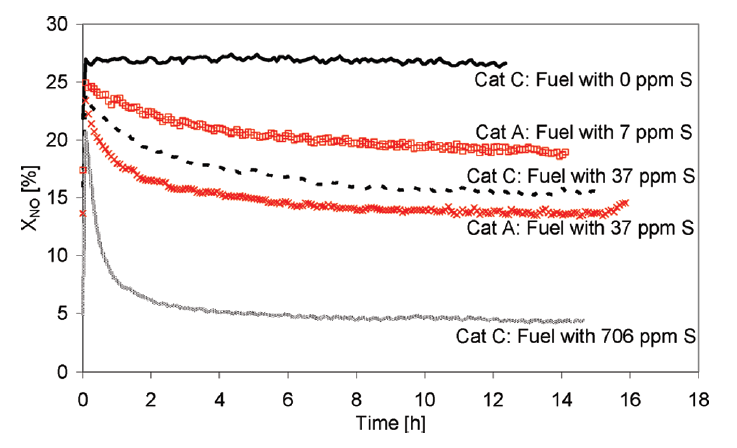 30
25
20
15
10
5
0
X_NO [%]
Cat C: Fuel with 0 ppm S
Cat A: Fuel with 7 ppm S
Cat C: Fuel with 37 ppm S
Cat A: Fuel with 37 ppm S
Cat C: Fuel with 706 ppm S
0 2 4 6 8 10 12 14 16 18
Time [h]